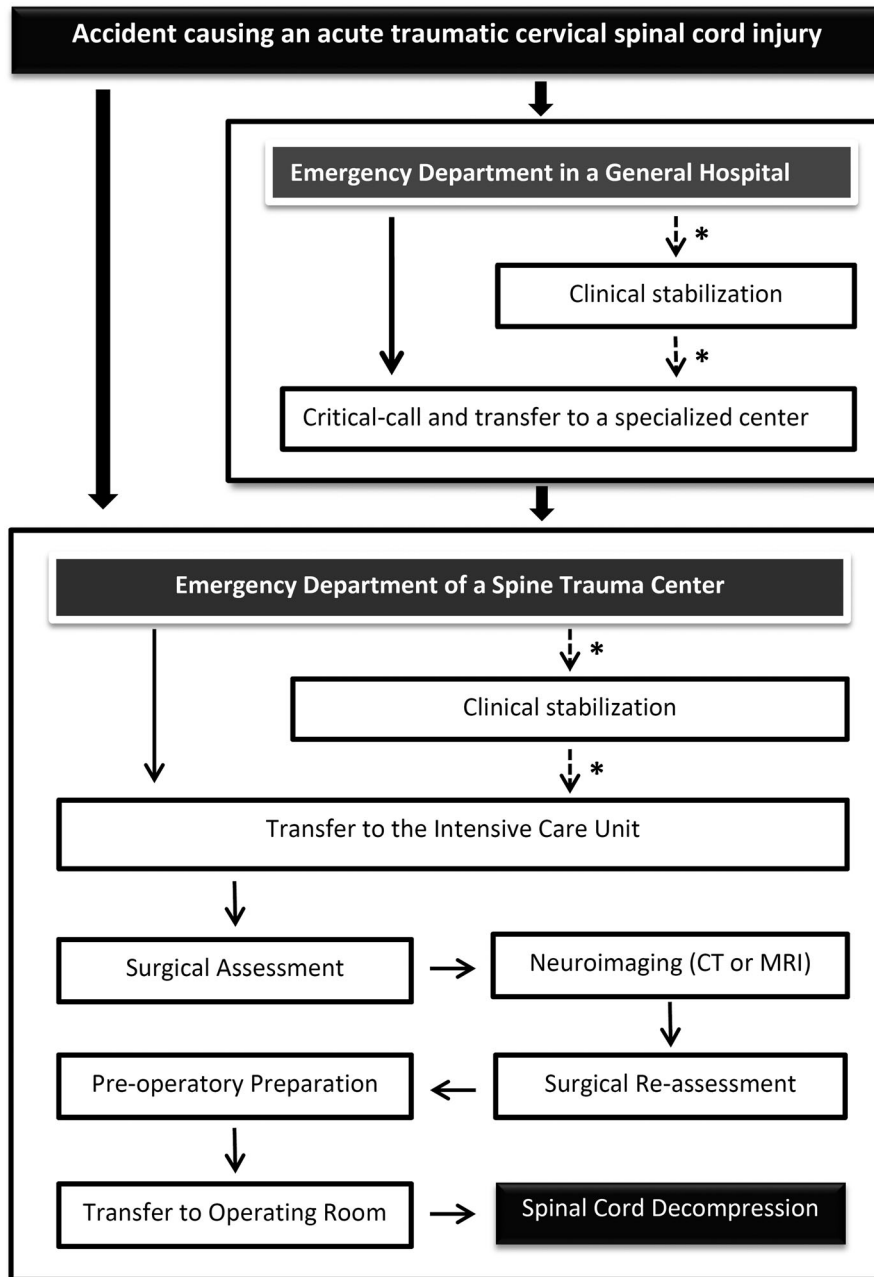 Accident causing an acute traumatic cervical spinal cord injury
Emergency Department in a General Hospital
*
Clinical stabilization
*
Critical-call and transfer to a specialized center
Emergency Department of a Spine Trauma Center
*
Clinical stabilization
*
Transfer to the Intensive Care Unit
Surgical Assessment
Neuroimaging (CT or MRI)
Pre-operatory Preparation
Surgical Re-assessment
Transfer to Operating Room
Spinal Cord Decompression